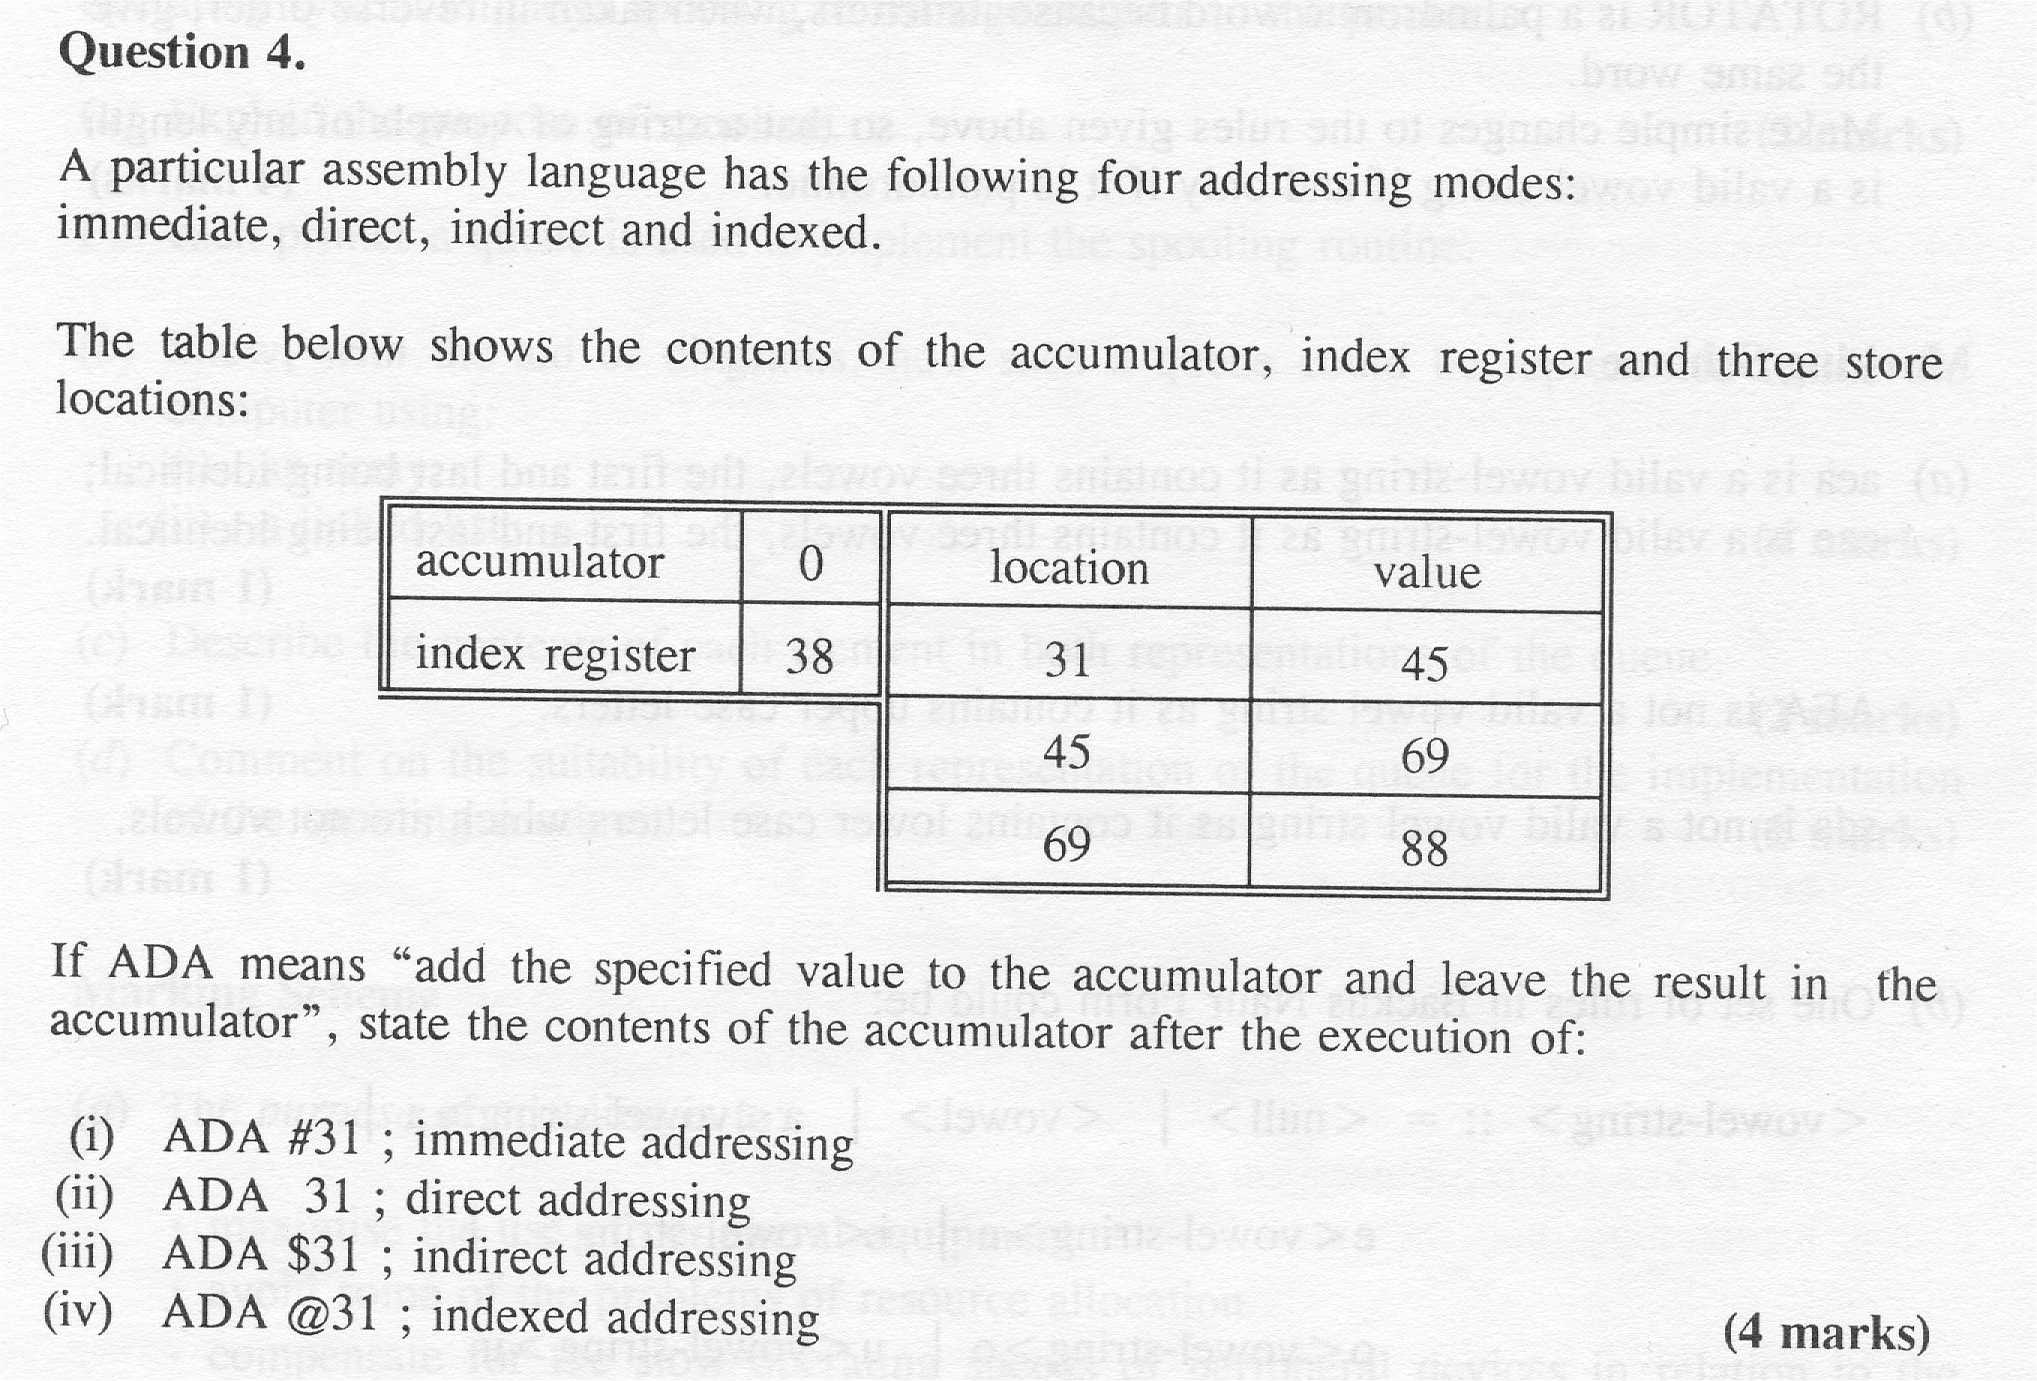 Question 4.
A particular assembly language has the following four addressing modes:
immediate, direct, indirect and indexed.
The table below shows the contents of the accumulator, index register and three store
locations:
accumulator 0 location value
index register 38 31 45
45 69
69 88
If ADA means “add the specified value to the accumulator and leave the result in the
accumulator”, state the contents of the accumulator after the execution of:
(i) ADA #31 ; immediate addressing
(ii) ADA 31 ; direct addressing
(iii) ADA $31 ; indirect addressing
(iv) ADA @31 ; indexed addressing
(4 marks)